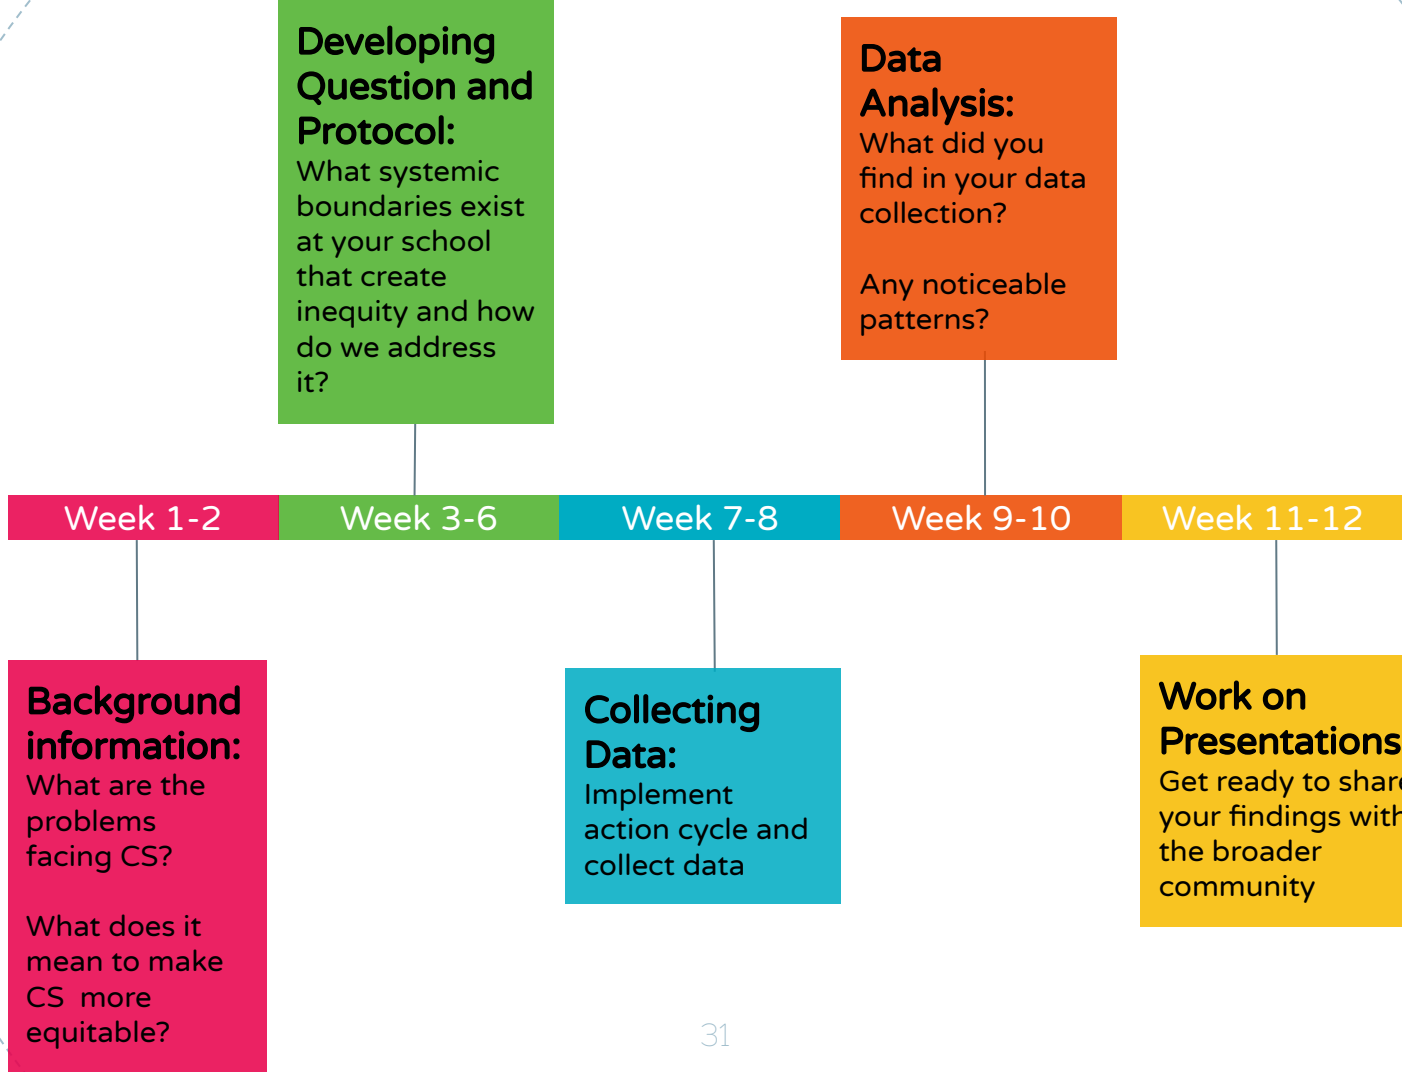 Developing
Question and
Protocol:
What systemic
boundaries exist
at your school
that create
inequity and how
do we address
it?
Data
Analysis:
What did you
find in your data
collection?
Any noticeable
patterns?
Week 1-2
Week 3-6
Week 7-8
Week 9-10
Week 11-12
Background
information:
What are the
problems
facing CS?
What does it
mean to make
CS  more
equitable?
Collecting
Data:
Implement
action cycle and
collect data
Work on
Presentations
Get ready to share
your findings with
the broader
community
31